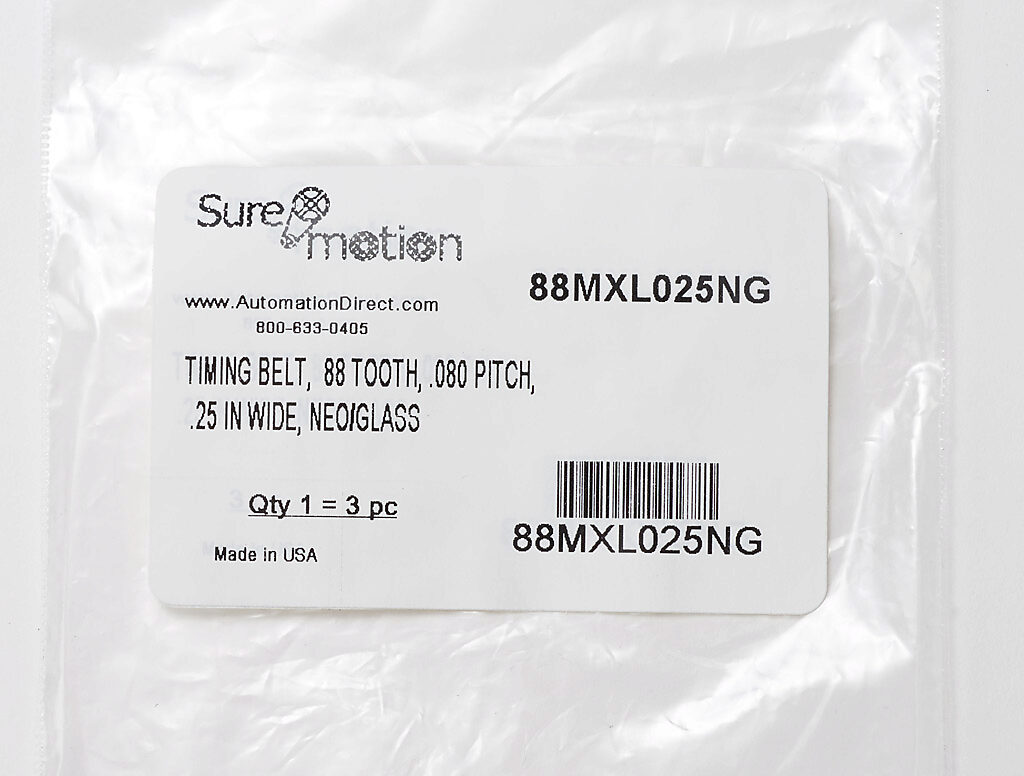 Sure
motion
88MXL025NG
www.AutomationDirect.com
800-633-0405
TIMING BELT, 88 TOOTH, .080 PITCH,
.25 IN WIDE, NEO/GLASS
Qty 1 = 3 pc
88MXL025NG
Made in USA